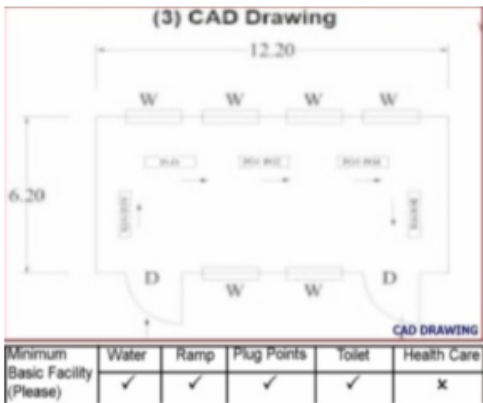 (3) CAD Drawing
12.20
W W W W
6.20
D W W D
CAD DRAWING
Minimum Basic Facility (Please) Water Ramp Plug Points Toilet Health Care
✓ ✓ ✓ ✓ x